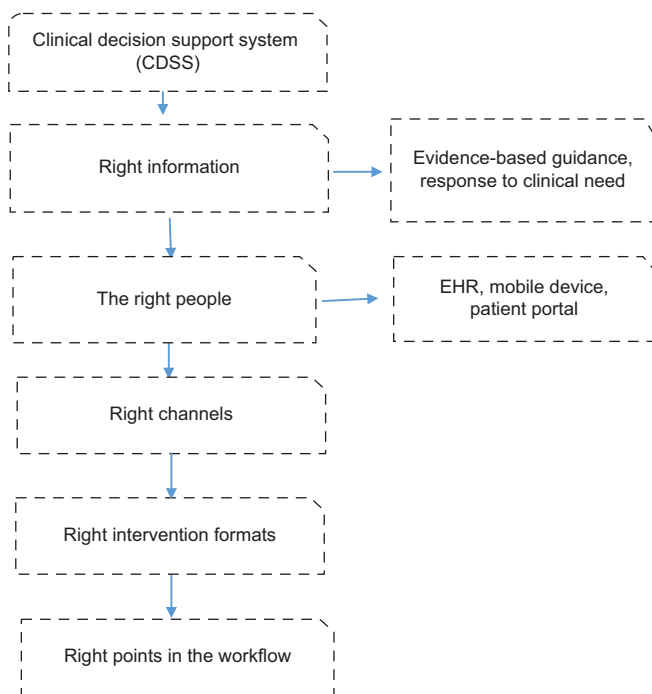 Clinical decision support system
(CDSS)
Right information
Evidence-based guidance,
response to clinical need
The right people
EHR, mobile device,
patient portal
Right channels
Right intervention formats
Right points in the workflow